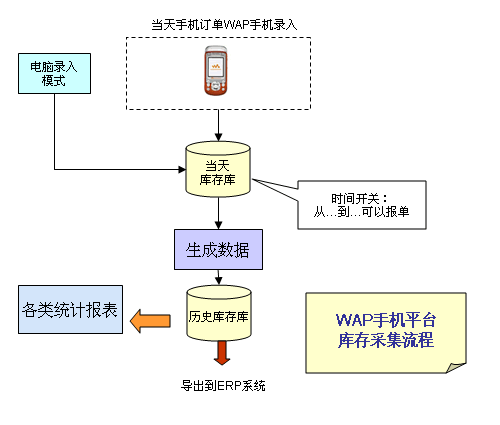 当天手机订单WAP手机录入
电脑录入
模式
当天
库存库
时间开关：
从...到...可以报单
生成数据
各类统计报表
历史库存库
WAP手机平台
库存采集流程
导出到ERP系统